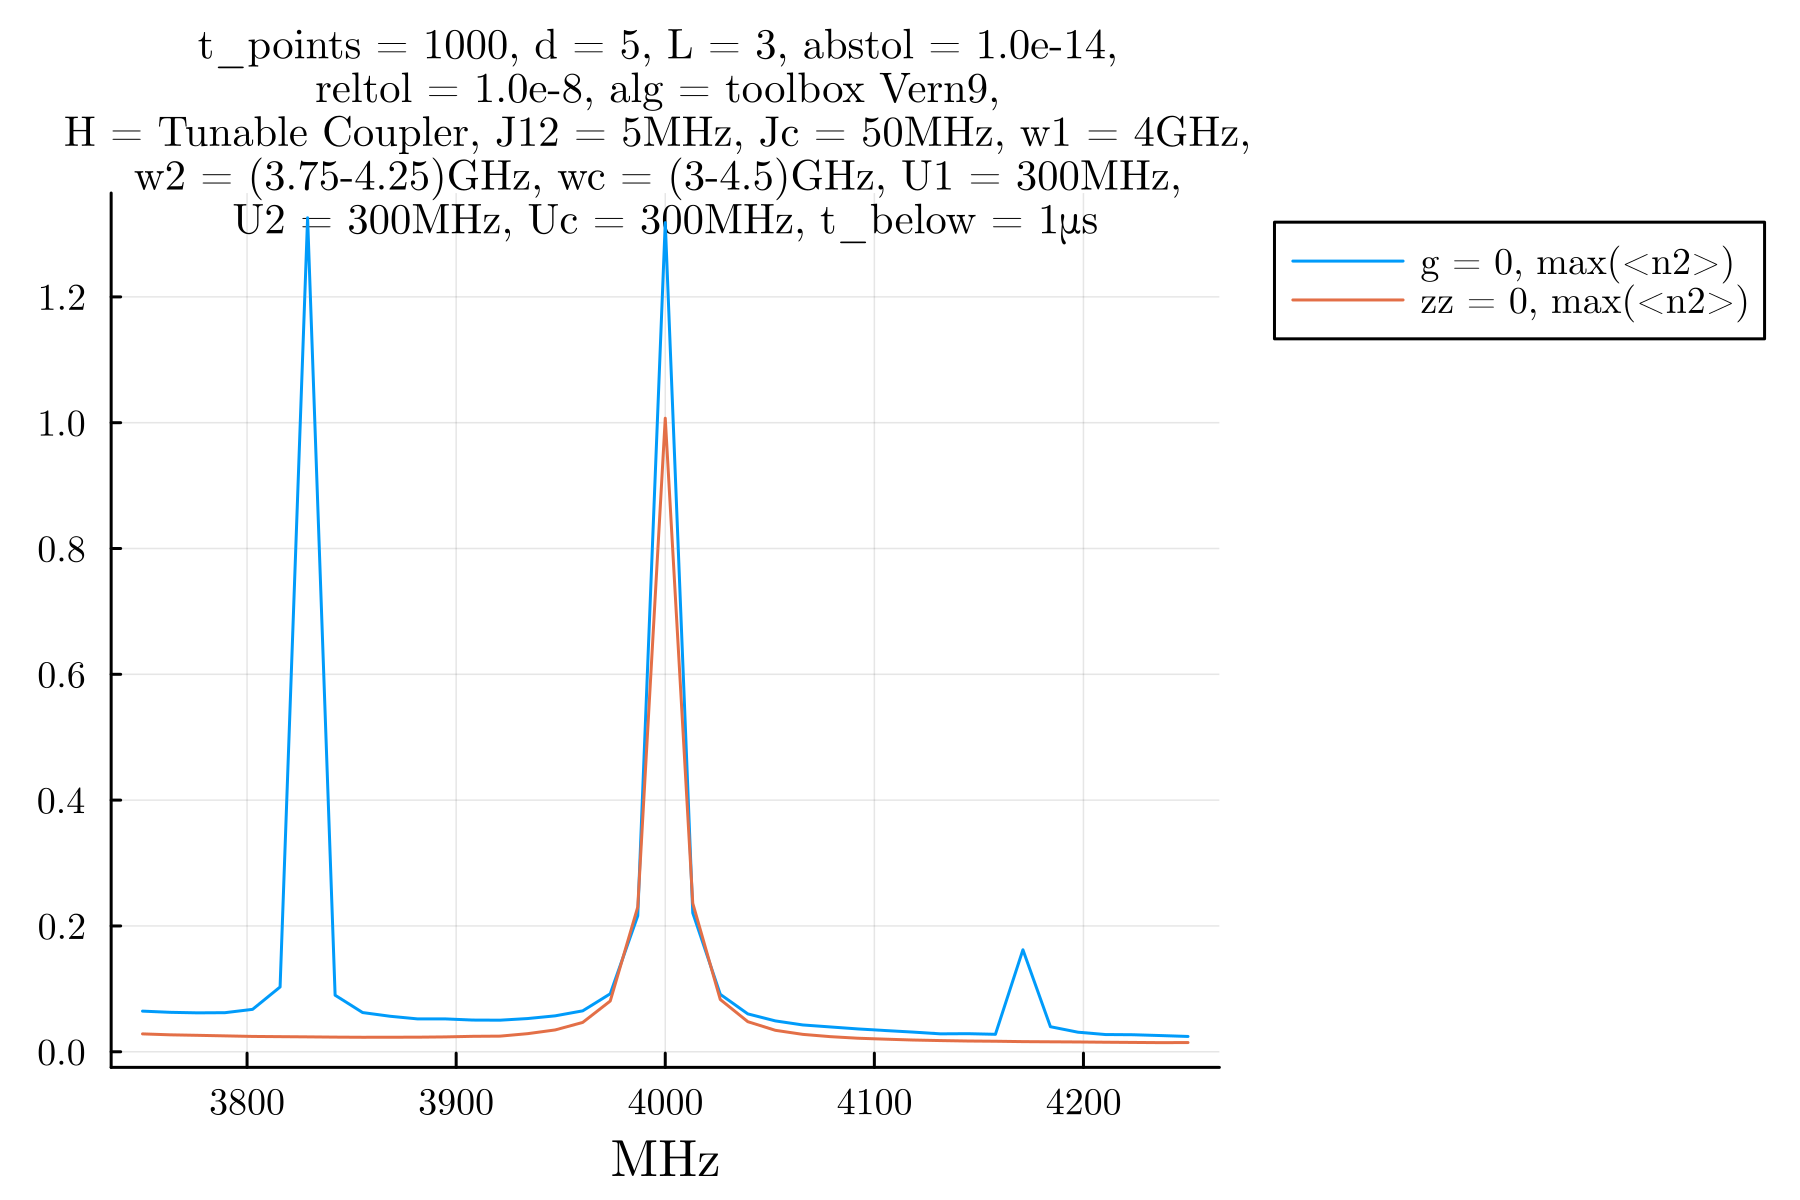 t_points = 1000, d = 5, L = 3, abstol = 1.0e-14,
reltol = 1.0e-8, alg = toolbox Vern9,
H = Tunable Coupler, J12 = 5MHz, Jc = 50MHz, w1 = 4GHz,
w2 = (3.75-4.25)GHz, wc = (3-4.5)GHz, U1 = 300MHz,
U2 = 300MHz, Uc = 300MHz, t_below = 1μs
g = 0, max(<n2>)
zz = 0, max(<n2>)
1.2
1.0
0.8
0.6
0.4
0.2
0.0
3800 3900 4000 4100 4200
MHz